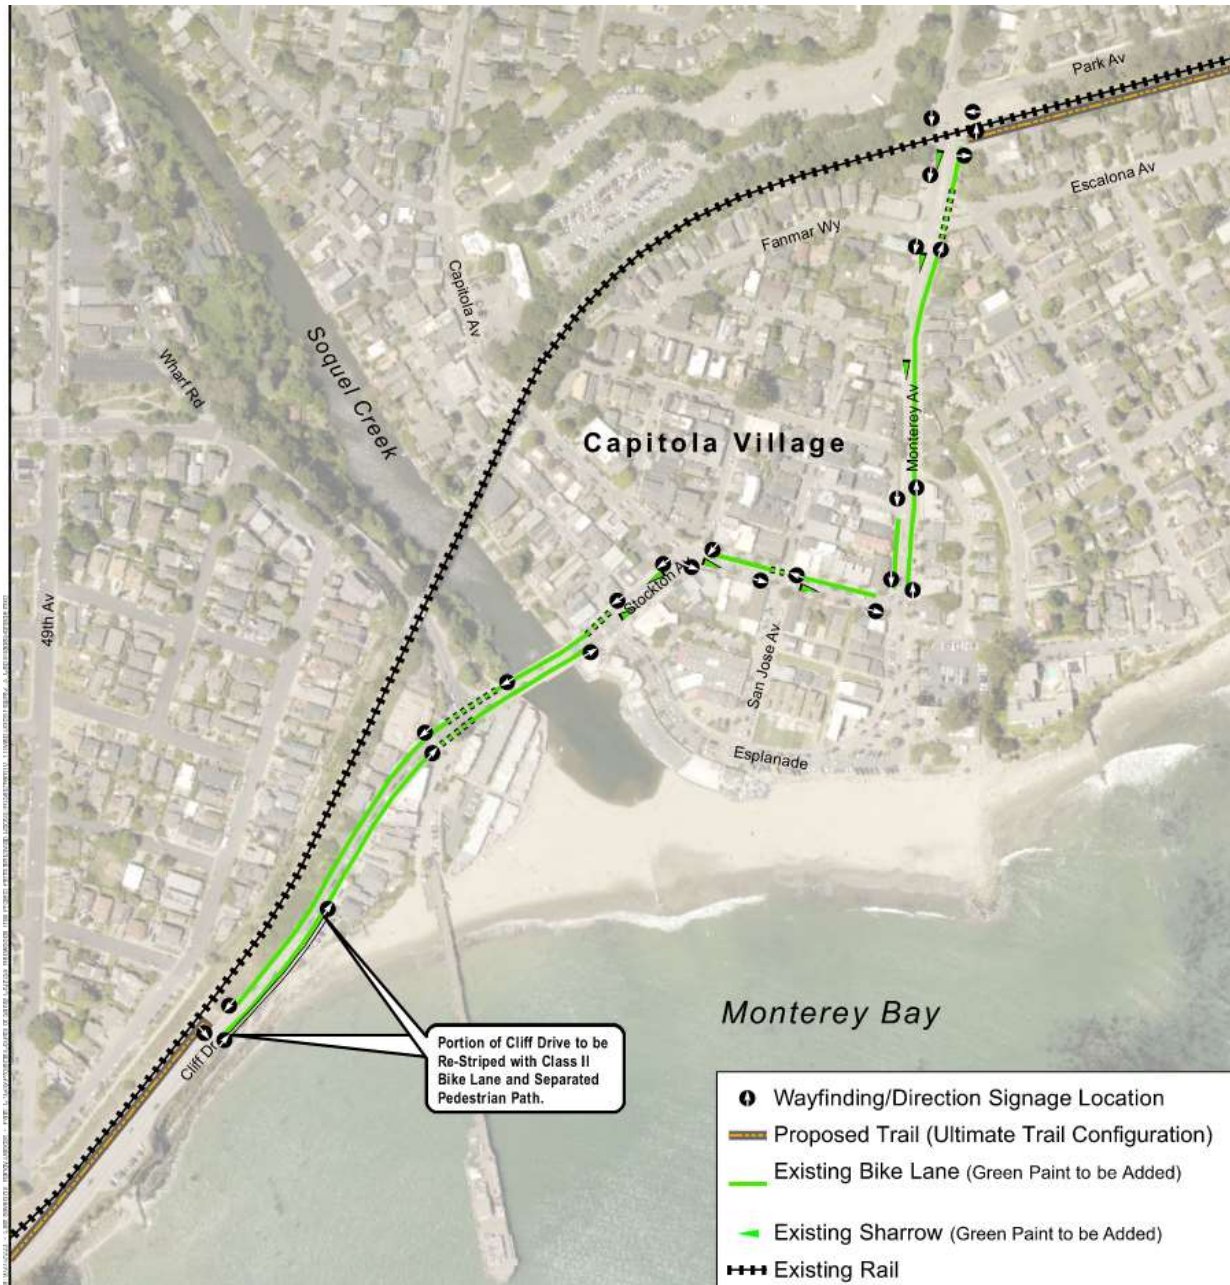 Park Av
Escalona Av
Fanmar Wy
Capitola Av
Soquel Creek
Wharf Rd
Capitola Village
Monterey Av
Stockton Av
49th Av
San Jose Av
Esplanade
Monterey Bay
Cliff Dr
Portion of Cliff Drive to be
Re-Striped with Class II
Bike Lane and Separated
Pedestrian Path.
Wayfinding/Direction Signage Location
Proposed Trail (Ultimate Trail Configuration)
Existing Bike Lane (Green Paint to be Added)
Existing Sharrow (Green Paint to be Added)
Existing Rail